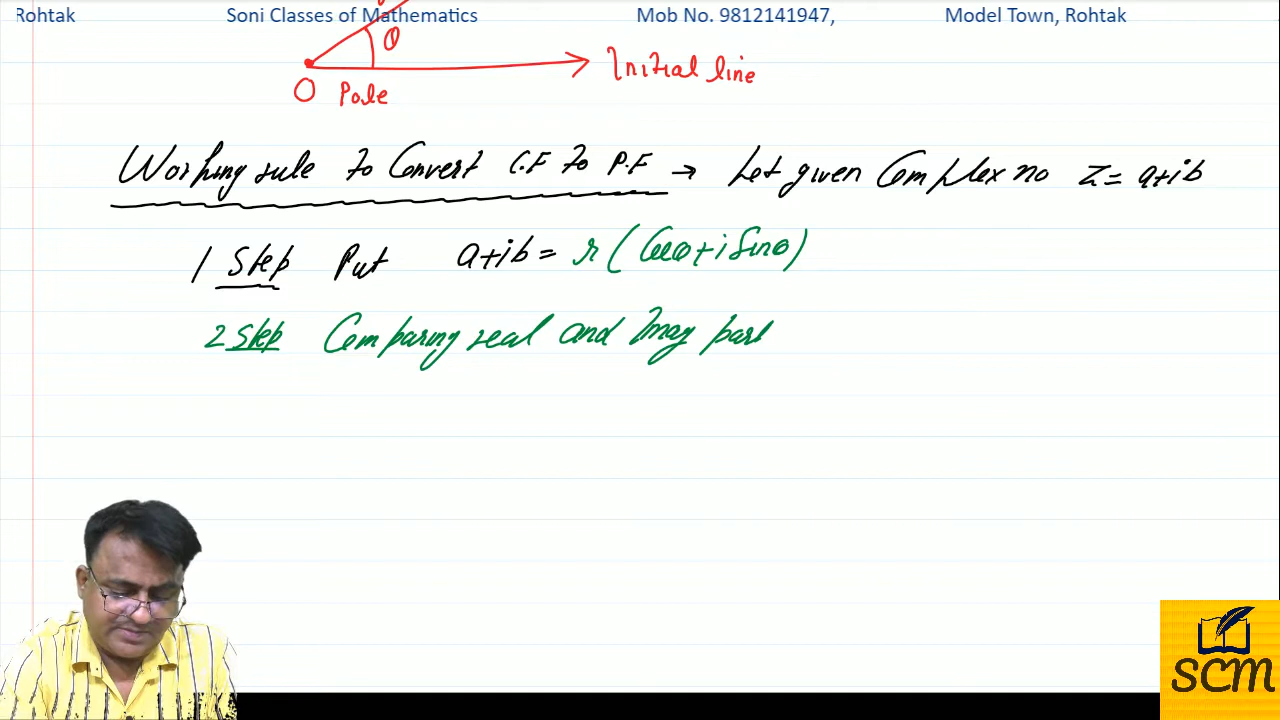 Rohtak Soni Classes of Mathematics Mob No. 9812141947, Model Town, Rohtak
θ
Initial line
O Pole
Working rule to Convert C.F to P.F → Let given Complex no Z = a+ib
1 Step Put a+ib = r(Cosθ+i Sinθ)
2 Step Comparing real and Imag part
SCM